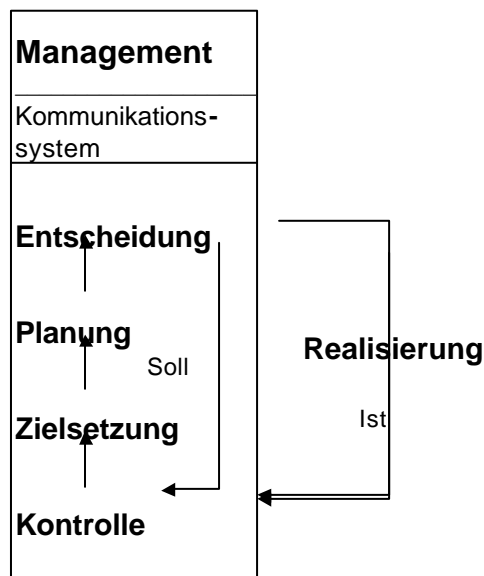 Management
Kommunikations-
system
Entscheidung
Planung
Realisierung
Soll
Ist
Zielsetzung
Kontrolle